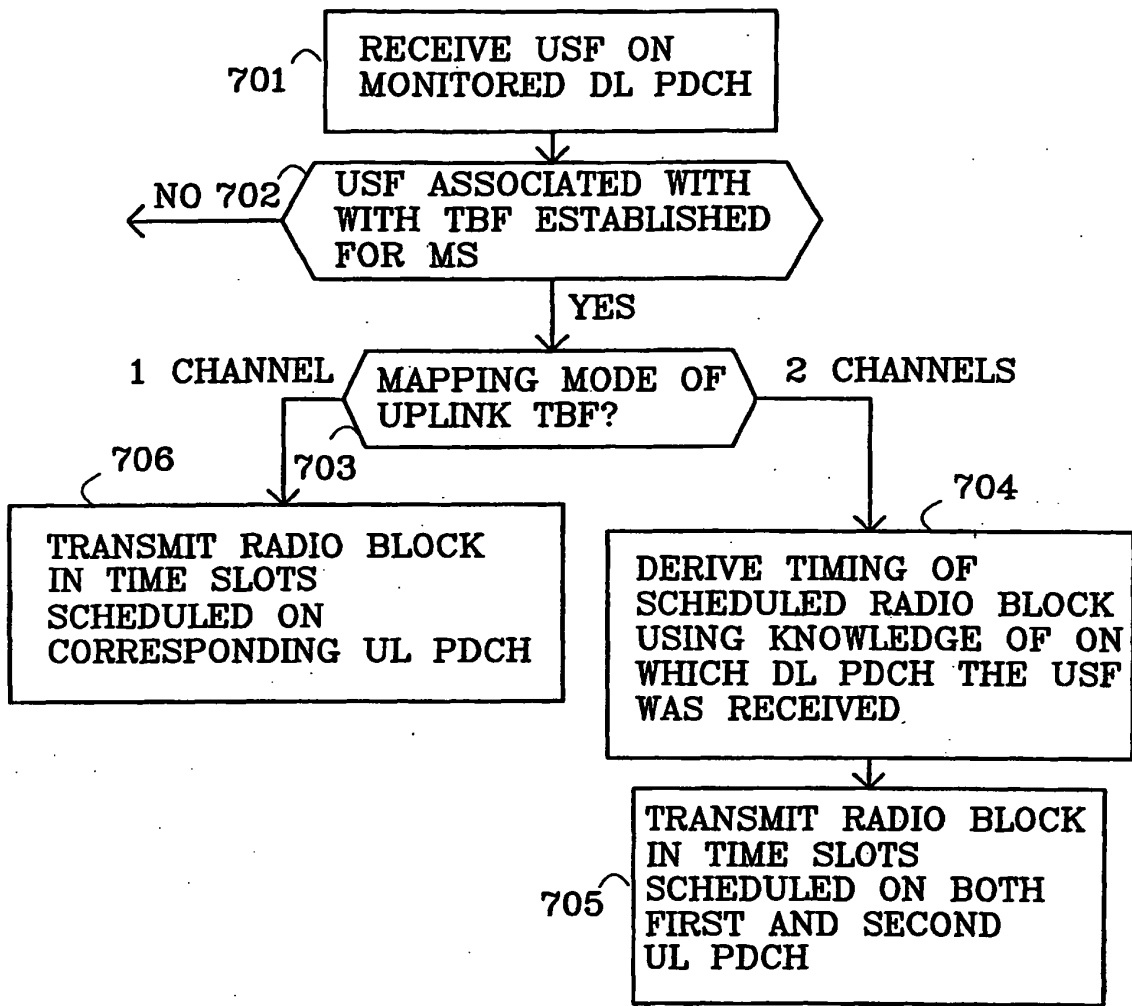 RECEIVE USF ON
MONITORED DL PDCH
701
NO 702
USF ASSOCIATED WITH
WITH TBF ESTABLISHED
FOR MS
YES
1 CHANNEL
MAPPING MODE OF
UPLINK TBF?
2 CHANNELS
703
706
TRANSMIT RADIO BLOCK
IN TIME SLOTS
SCHEDULED ON
CORRESPONDING UL PDCH
704
DERIVE TIMING OF
SCHEDULED RADIO BLOCK
USING KNOWLEDGE OF ON
WHICH DL PDCH THE USF
WAS RECEIVED
TRANSMIT RADIO BLOCK
IN TIME SLOTS
SCHEDULED ON BOTH
FIRST AND SECOND
UL PDCH
705